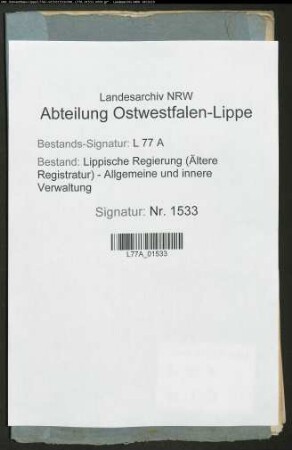 Landesarchiv NRW
Abteilung Ostwestfalen-Lippe
Bestands-Signatur: L 77 A
Bestand: Lippische Regierung (Ältere
Registratur) - Allgemeine und innere
Verwaltung
Signatur: Nr. 1533
L77A_01533